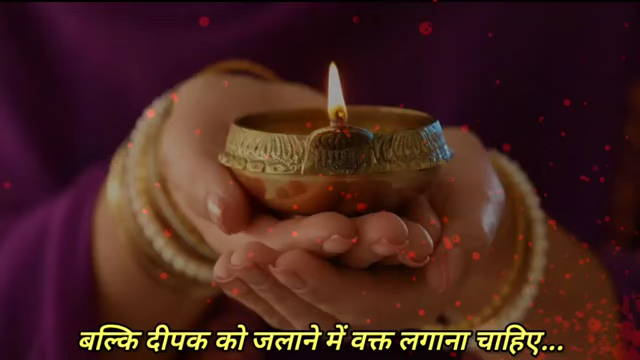 बल्कि दीपक को जलाने में वक्त लगाना चाहिए...